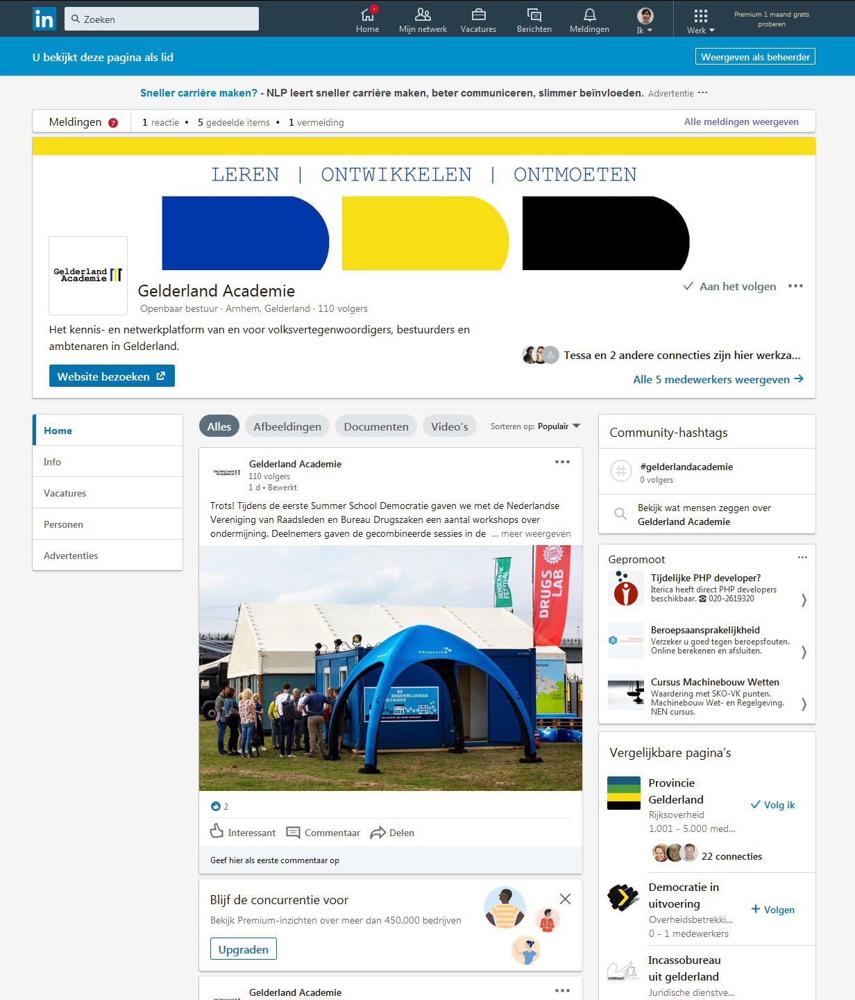 in
Zoeken
Home
Mijn netwerk
Vacatures
Berichten
Meldingen
Ik
Werk
Premium 1 maand gratis
proberen
U bekijkt deze pagina als lid
Weergeven als beheerder
Sneller carrière maken? - NLP leert sneller carrière maken, beter communiceren, slimmer beïnvloeden. Advertentie ···
Meldingen 7
1 reactie • 5 gedeelde items • 1 vermelding
Alle meldingen weergeven
LEREN | ONTWIKKELEN | ONTMOETEN
Gelderland
Academie
Gelderland Academie
Openbaar bestuur · Arnhem, Gelderland · 110 volgers
Aan het volgen
Het kennis- en netwerkplatform van en voor volksvertegenwoordigers, bestuurders en
ambtenaren in Gelderland.
Tessa en 2 andere connecties zijn hier werkza...
Website bezoeken
Alle 5 medewerkers weergeven
Home
Info
Vacatures
Personen
Advertenties
Alles
Afbeeldingen
Documenten
Video's
Sorteren op: Populair
Gelderland
Academie
Gelderland Academie
110 volgers
1 d • Bewerkt
Trots! Tijdens de eerste Summer School Democratie gaven we met de Nederlandse
Vereniging van Raadsleden en Bureau Drugszaken een aantal workshops over
ondermijning. Deelnemers gaven de gecombineerde sessies in de ... meer weergeven
DEMOCRATIE
FESTIVAL
DRUGS
LAB
DRUGSVIEW
DE
ONDERMIJNINGS
CONTAINER
2
Interessant
Commentaar
Delen
Geef hier als eerste commentaar op
Blijf de concurrentie voor
Bekijk Premium-inzichten over meer dan 450.000 bedrijven
Upgraden
Gelderland Academie
Community-hashtags
#gelderlandacademie
0 volgers
Bekijk wat mensen zeggen over
Gelderland Academie
Gepromoot
Tijdelijke PHP developer?
Iterica heeft direct PHP developers
beschikbaar. ☎ 020-2619320
Beroepsaansprakelijkheid
Verzeker u goed tegen beroepsfouten.
Online berekenen en afsluiten.
Cursus Machinebouw Wetten
Waardering met SKO-VK punten.
Machinebouw Wet- en Regelgeving.
NEN cursus.
Vergelijkbare pagina's
Provincie
Gelderland
Rijksoverheid
1.001 - 5.000 med...
Volg ik
22 connecties
Democratie in
uitvoering
Overheidsbetrekki...
0 - 1 medewerkers
Volgen
KORDAAT
Incassobureau
uit gelderland
Juridische dienstve...